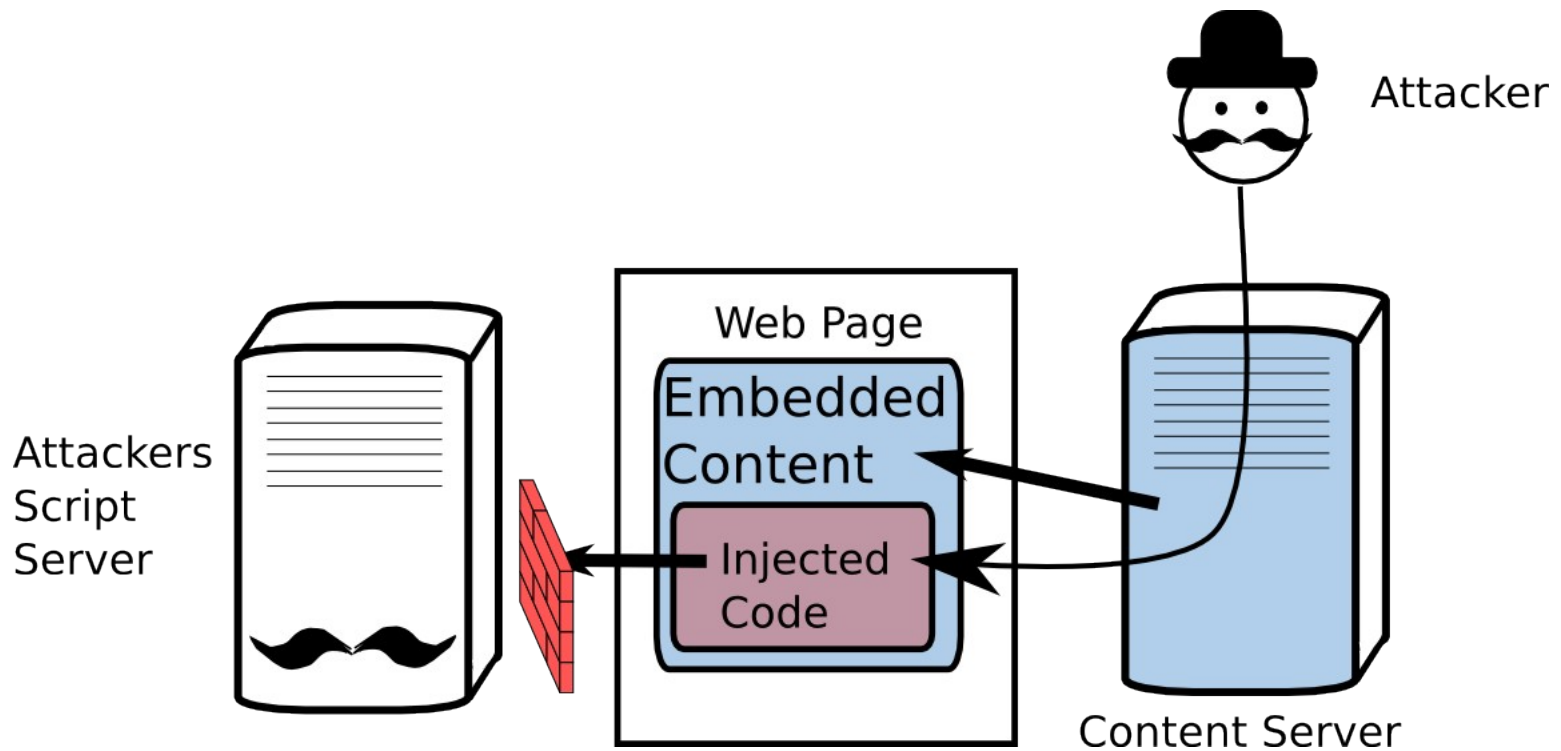 Attacker
Web Page
Embedded
Content
Injected
Code
Attackers
Script
Server
Content Server